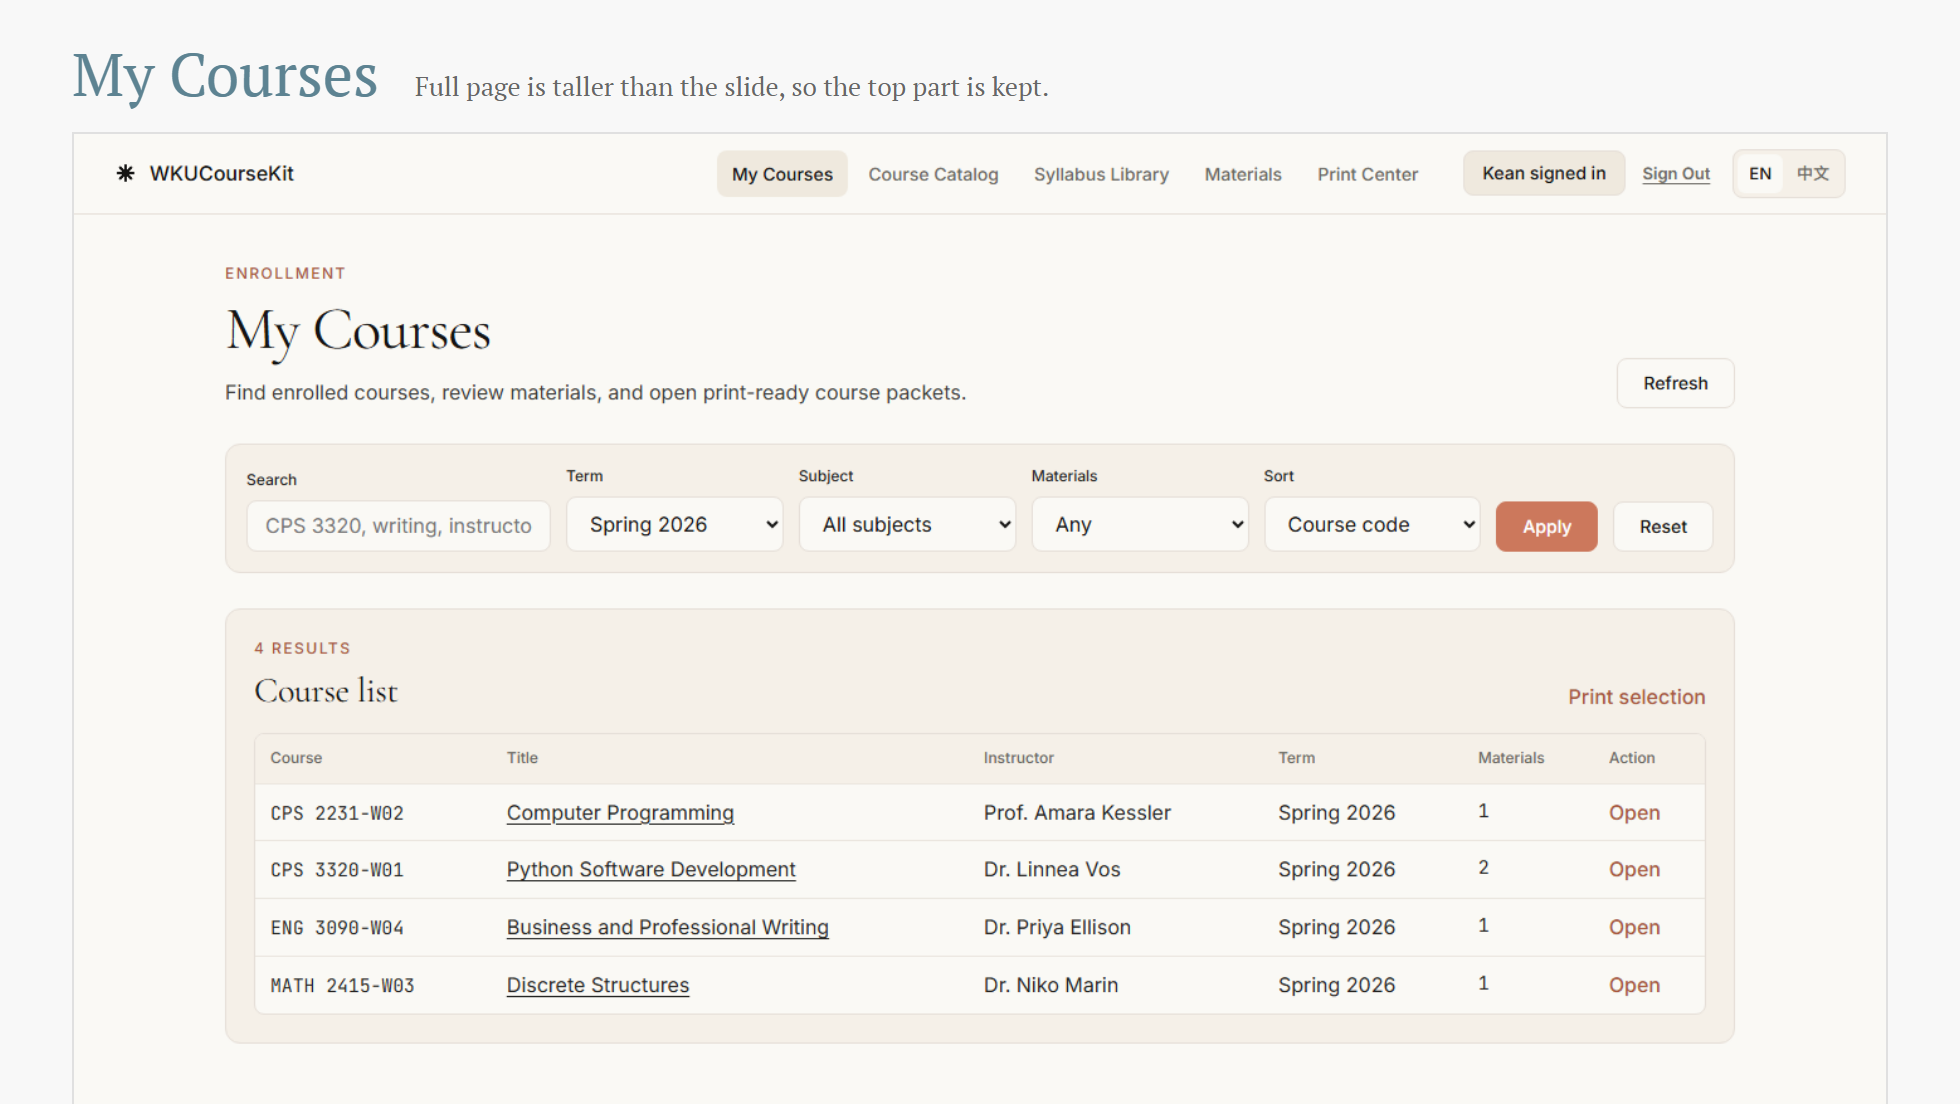 My Courses Full page is taller than the slide, so the top part is kept.
WKUCourseKit My Courses Course Catalog Syllabus Library Materials Print Center Kean signed in Sign Out EN 中文
ENROLLMENT
My Courses
Find enrolled courses, review materials, and open print-ready course packets.
Refresh
Search Term Subject Materials Sort
CPS 3320, writing, instructo Spring 2026 All subjects Any Course code Apply Reset
4 RESULTS
Course list
Print selection
Course Title Instructor Term Materials Action
CPS 2231-W02 Computer Programming Prof. Amara Kessler Spring 2026 1 Open
CPS 3320-W01 Python Software Development Dr. Linnea Vos Spring 2026 2 Open
ENG 3090-W04 Business and Professional Writing Dr. Priya Ellison Spring 2026 1 Open
MATH 2415-W03 Discrete Structures Dr. Niko Marin Spring 2026 1 Open